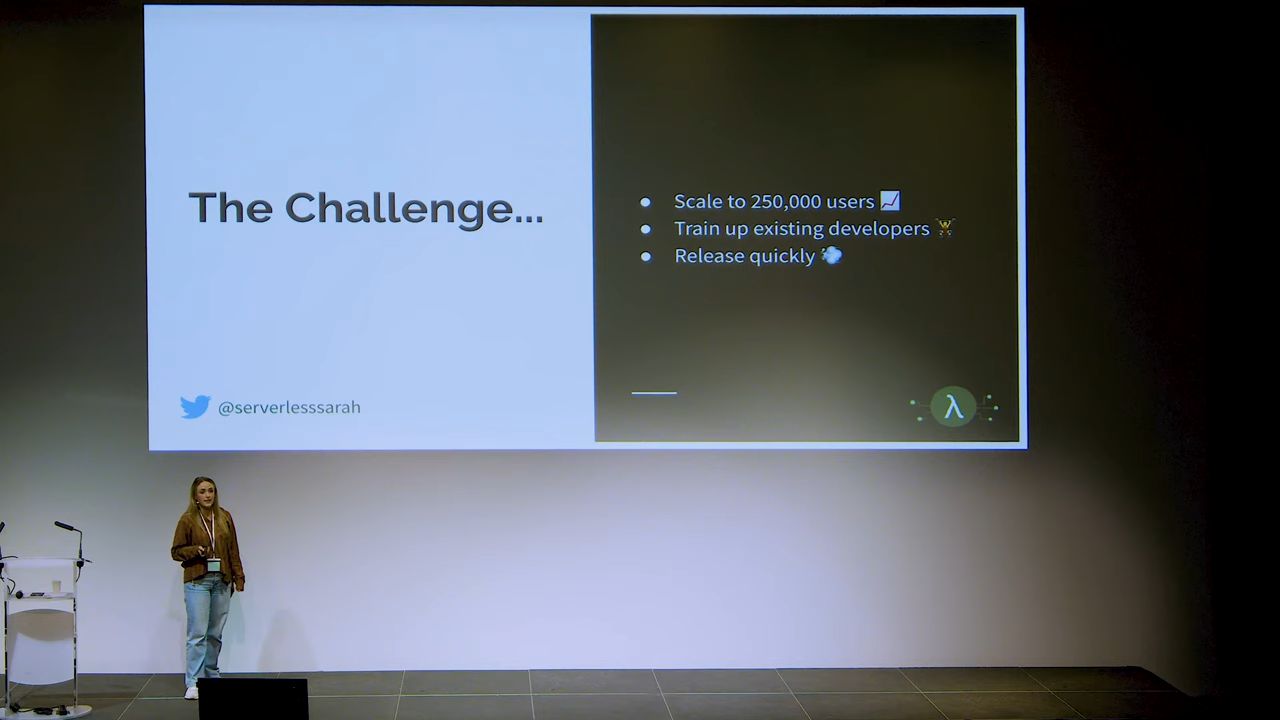 The Challenge...
Scale to 250,000 users 📈
Train up existing developers 🏋️
Release quickly 💨
@serverlesssarah
λ